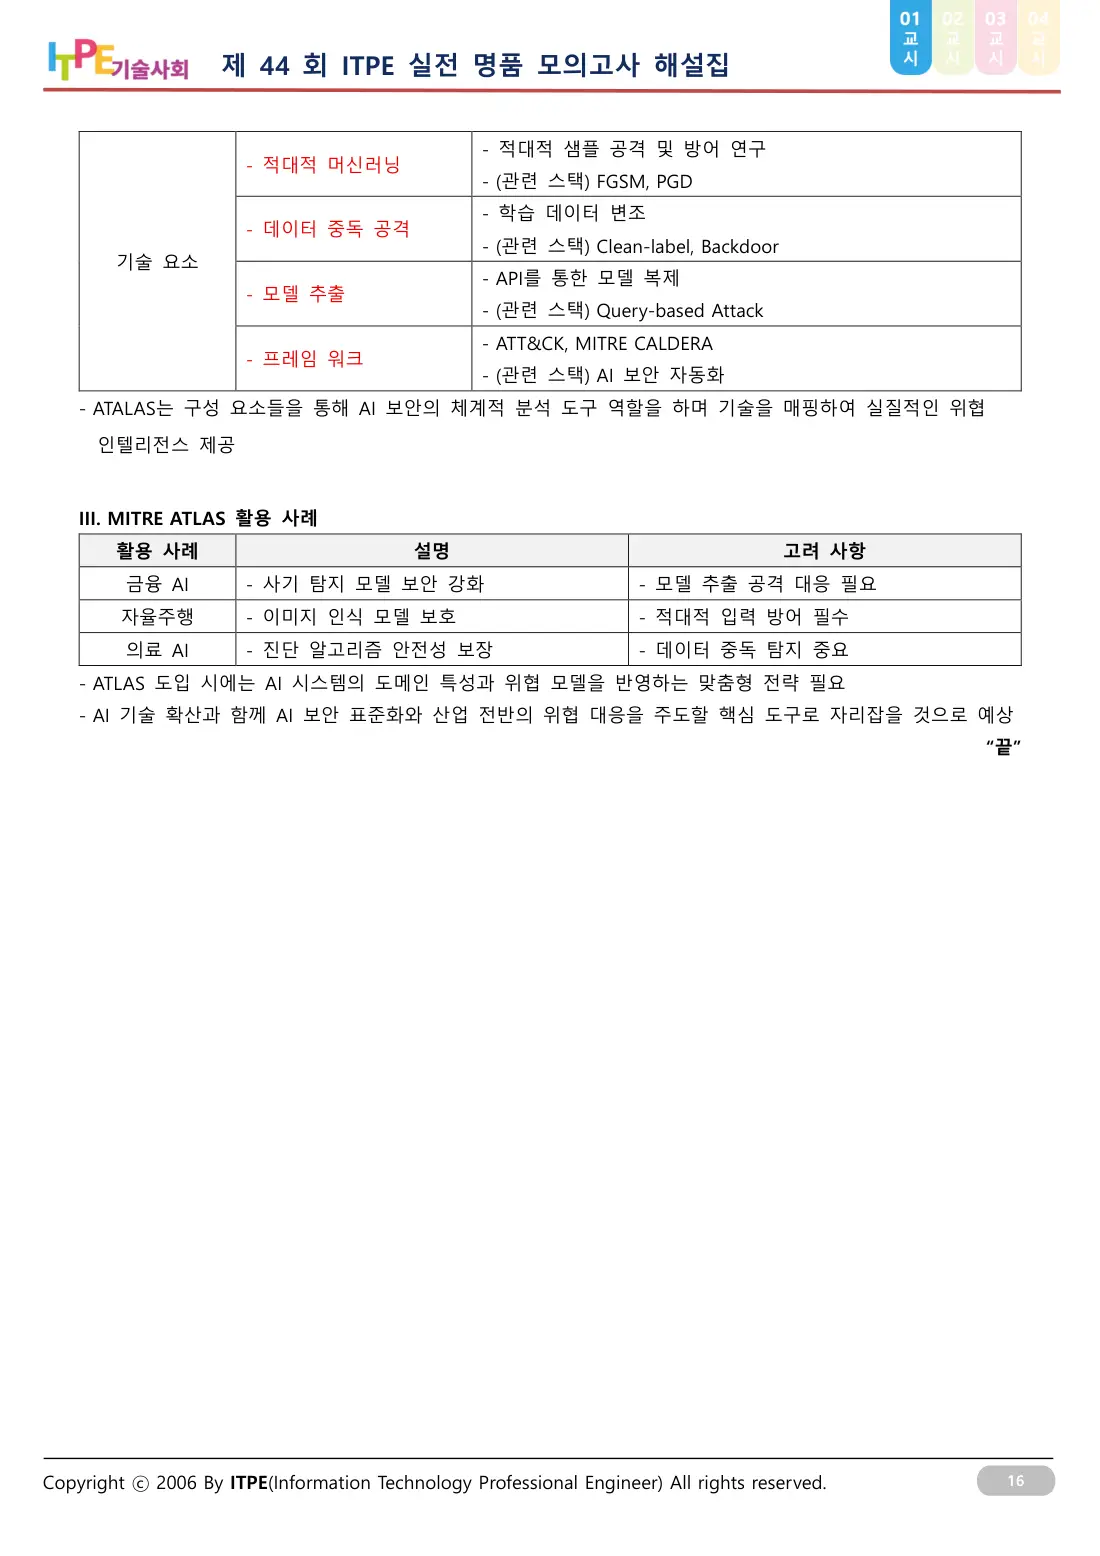 ITPE기술사회 제 44 회 ITPE 실전 명품 모의고사 해설집
01 교시
02 교시
03 교시
04 교시
기술 요소
- 적대적 머신러닝
- 적대적 샘플 공격 및 방어 연구
- (관련 스택) FGSM, PGD
- 데이터 중독 공격
- 학습 데이터 변조
- (관련 스택) Clean-label, Backdoor
- 모델 추출
- API를 통한 모델 복제
- (관련 스택) Query-based Attack
- 프레임 워크
- ATT&CK, MITRE CALDERA
- (관련 스택) AI 보안 자동화
- ATALAS는 구성 요소들을 통해 AI 보안의 체계적 분석 도구 역할을 하며 기술을 매핑하여 실질적인 위협
인텔리전스 제공
III. MITRE ATLAS 활용 사례
활용 사례 설명 고려 사항
금융 AI - 사기 탐지 모델 보안 강화 - 모델 추출 공격 대응 필요
자율주행 - 이미지 인식 모델 보호 - 적대적 입력 방어 필수
의료 AI - 진단 알고리즘 안전성 보장 - 데이터 중독 탐지 중요
- ATLAS 도입 시에는 AI 시스템의 도메인 특성과 위협 모델을 반영하는 맞춤형 전략 필요
- AI 기술 확산과 함께 AI 보안 표준화와 산업 전반의 위협 대응을 주도할 핵심 도구로 자리잡을 것으로 예상
“끝”
Copyright ⓒ 2006 By ITPE(Information Technology Professional Engineer) All rights reserved.
16